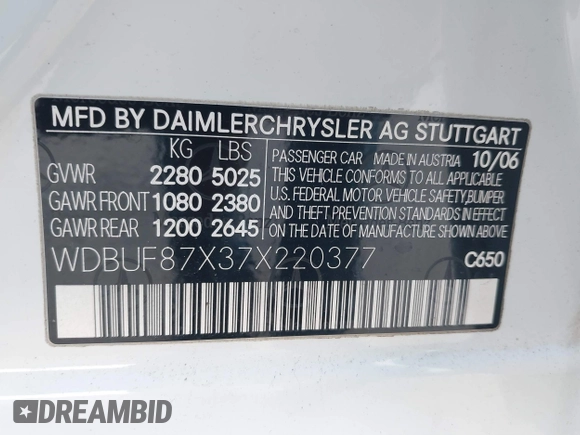 MFD BY DAIMLERCHRYSLER AG STUTTGART
KG LBS
PASSENGER CAR MADE IN AUSTRIA 10/06
GVWR 2280 5025
THIS VEHICLE CONFORMS TO ALL APPLICABLE
GAWR FRONT 1080 2380
U.S. FEDERAL MOTOR VEHICLE SAFETY,BUMPER
AND THEFT PREVENTION STANDARDS IN EFFECT
GAWR REAR 1200 2645
ON THE DATE OF MANUFACTURE SHOWN ABOVE
WDBUF87X37X220377 C650
DREAMBID